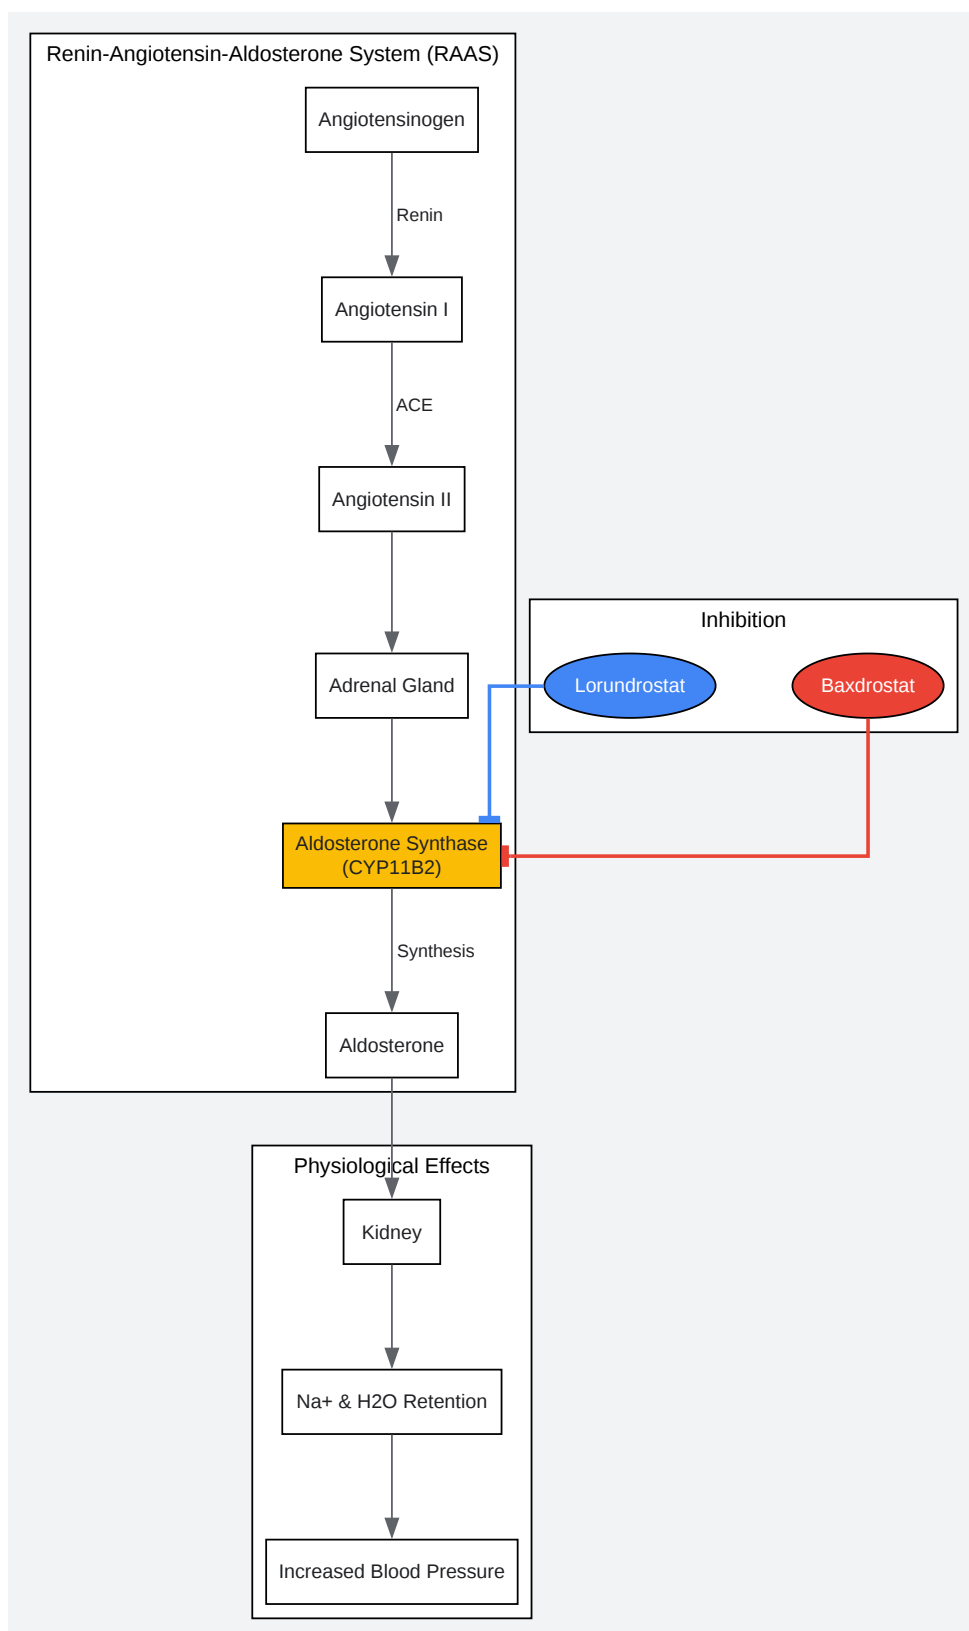 Renin-Angiotensin-Aldosterone System (RAAS)
Angiotensinogen
Renin
Angiotensin I
ACE
Angiotensin II
Inhibition
Adrenal Gland
Lorundrostat
Baxdrostat
Aldosterone Synthase
(CYP11B2)
Synthesis
Aldosterone
Physiological Effects
Kidney
Na+ & H2O Retention
Increased Blood Pressure